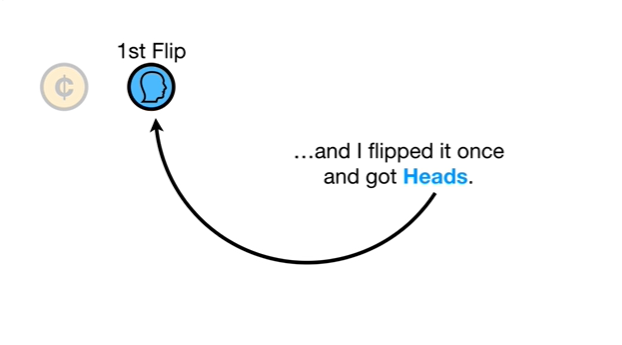 1st Flip
¢
…and I flipped it once
and got Heads.